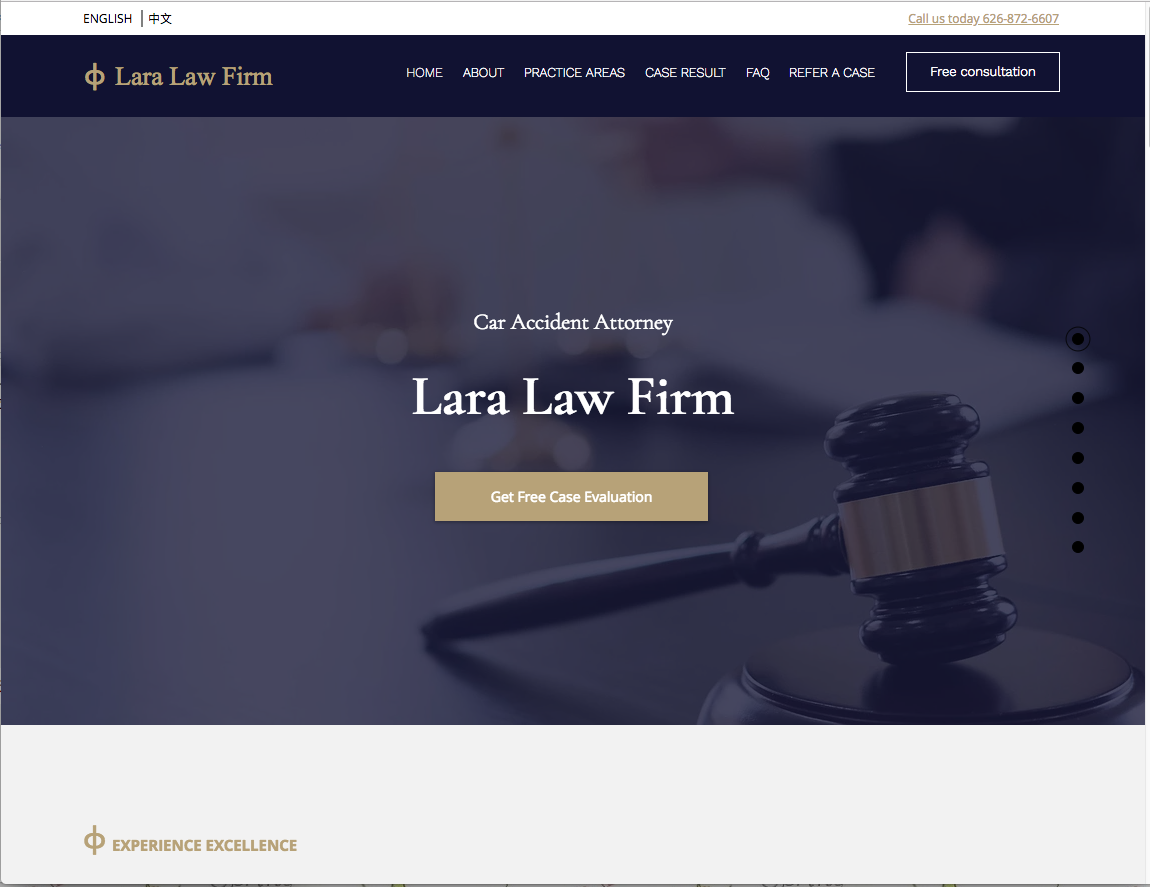 ENGLISH | 中文
Call us today 626-872-6607
Lara Law Firm
HOME ABOUT PRACTICE AREAS CASE RESULT FAQ REFER A CASE Free consultation
Car Accident Attorney
Lara Law Firm
Get Free Case Evaluation
EXPERIENCE EXCELLENCE